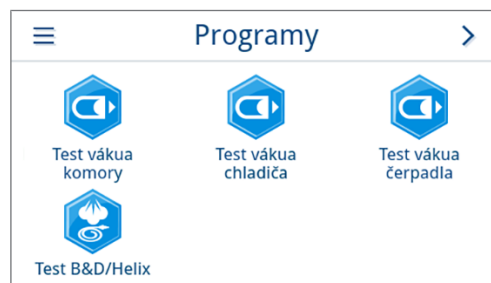 Programy
Test vákua
komory
Test vákua
chladiča
Test vákua
čerpadla
Test B&D/Helix